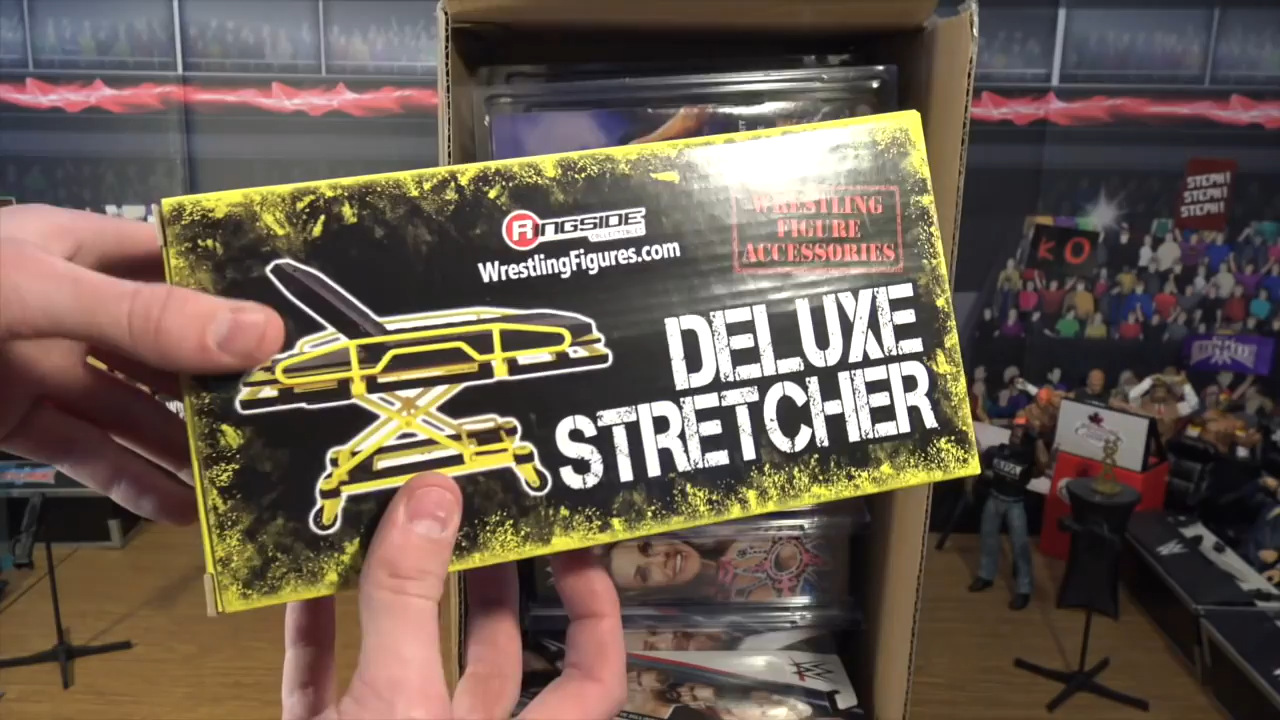 RINGSIDE
COLLECTIBLES
WrestlingFigures.com
WRESTLING
FIGURE
ACCESSORIES
DELUXE
STRETCHER
KO
STEPH!
STEPH!
STEPH!